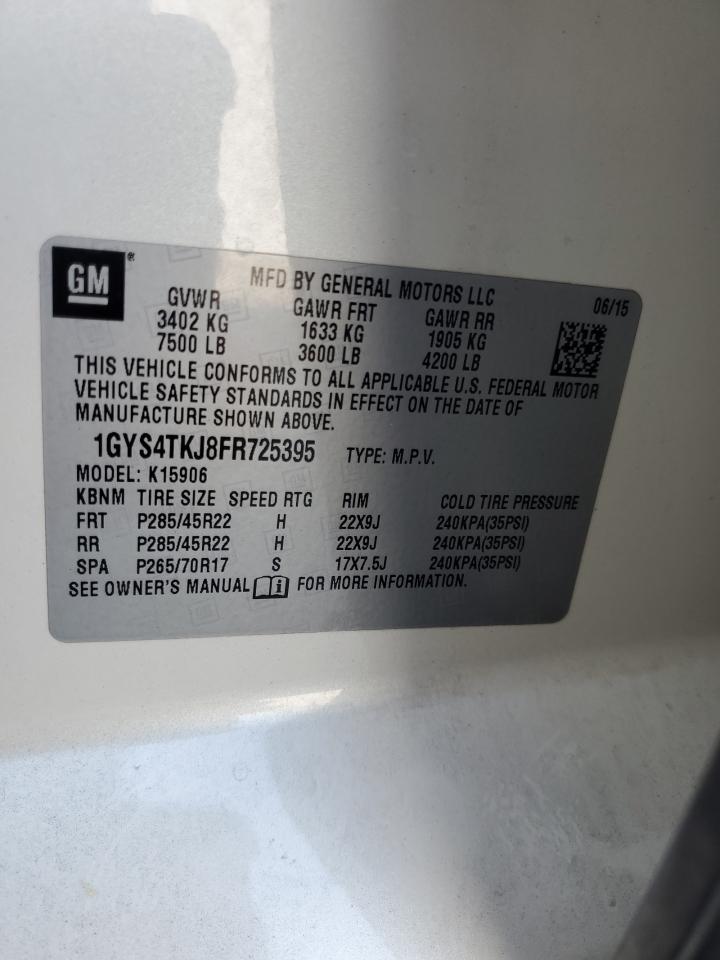 GM®
MFD BY GENERAL MOTORS LLC
06/15
GVWR GAWR FRT GAWR RR
3402 KG 1633 KG 1905 KG
7500 LB 3600 LB 4200 LB
THIS VEHICLE CONFORMS TO ALL APPLICABLE U.S. FEDERAL MOTOR
VEHICLE SAFETY STANDARDS IN EFFECT ON THE DATE OF
MANUFACTURE SHOWN ABOVE.
1GYS4TKJ8FR725395 TYPE: M.P.V.
MODEL: K15906
KBNM TIRE SIZE SPEED RTG RIM COLD TIRE PRESSURE
FRT P285/45R22 H 22X9J 240KPA(35PSI)
RR P285/45R22 H 22X9J 240KPA(35PSI)
SPA P265/70R17 S 17X7.5J 240KPA(35PSI)
SEE OWNER'S MANUAL i FOR MORE INFORMATION.